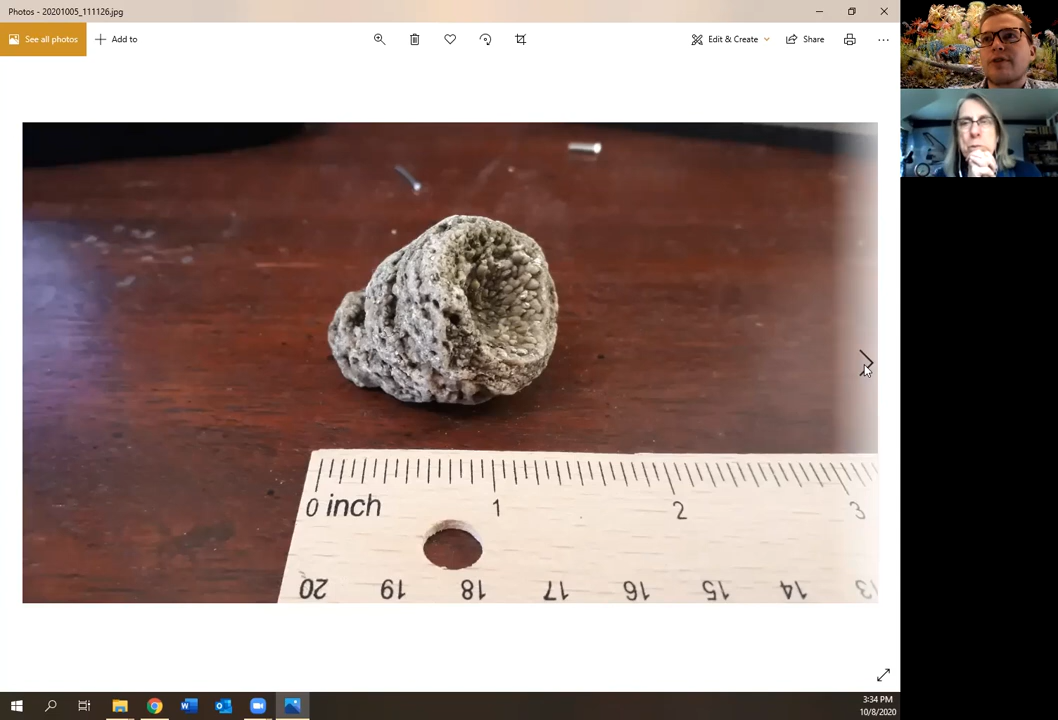 Photos - 20201005_111126.jpg
See all photos
Add to
Edit & Create
Share
0 inch 1 2 3
20 19 18 17 16 15 14 13
3:34 PM
10/8/2020